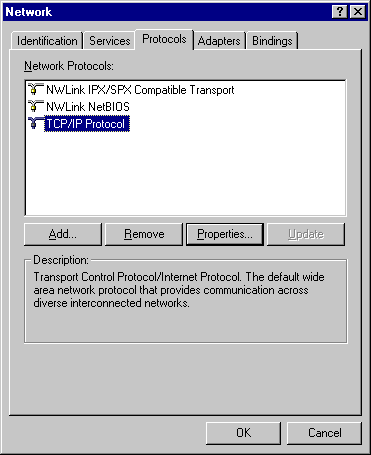 Network
Identification Services Protocols Adapters Bindings
Network Protocols:
NWLink IPX/SPX Compatible Transport
NWLink NetBIOS
TCP/IP Protocol
Add... Remove Properties... Update
Description:
Transport Control Protocol/Internet Protocol. The default wide
area network protocol that provides communication across
diverse interconnected networks.
OK Cancel